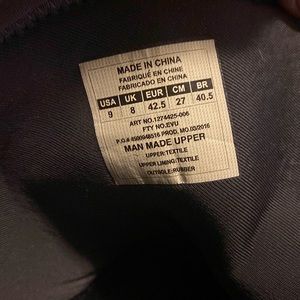 MADE IN CHINA
FABRIQUÉ EN CHINE
FABRICADO EN CHINA
USA UK EUR CM BR
9 8 42.5 27 40.5
ART NO.1274425-006
FTY NO.EYU
P.O.# 4500948516 PROD. MO.03/2016
MAN MADE UPPER
UPPER:TEXTILE
UPPER LINING:TEXTILE
OUTSOLE:RUBBER